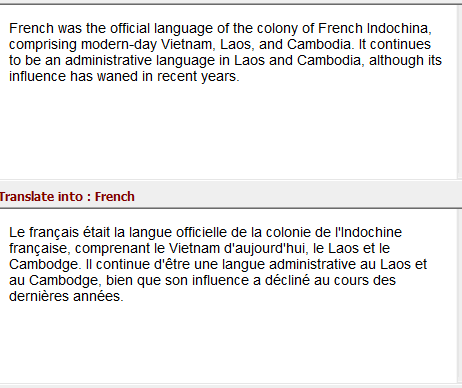 French was the official language of the colony of French Indochina,
comprising modern-day Vietnam, Laos, and Cambodia. It continues
to be an administrative language in Laos and Cambodia, although its
influence has waned in recent years.
Translate into : French
Le français était la langue officielle de la colonie de l'Indochine
française, comprenant le Vietnam d'aujourd'hui, le Laos et le
Cambodge. Il continue d'être une langue administrative au Laos et
au Cambodge, bien que son influence a décliné au cours des
dernières années.